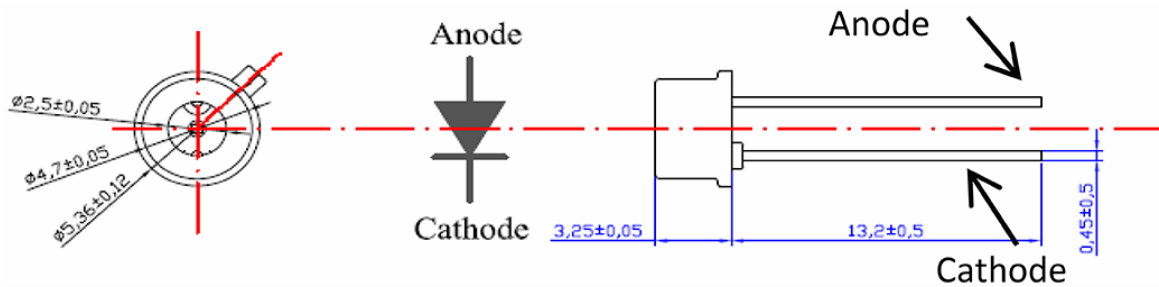 Anode
Anode
ø2,5±0,05
ø4,7±0,05
ø5,36±0,12
Cathode
3,25±0,05
13,2±0,5
0,45±0,5
Cathode